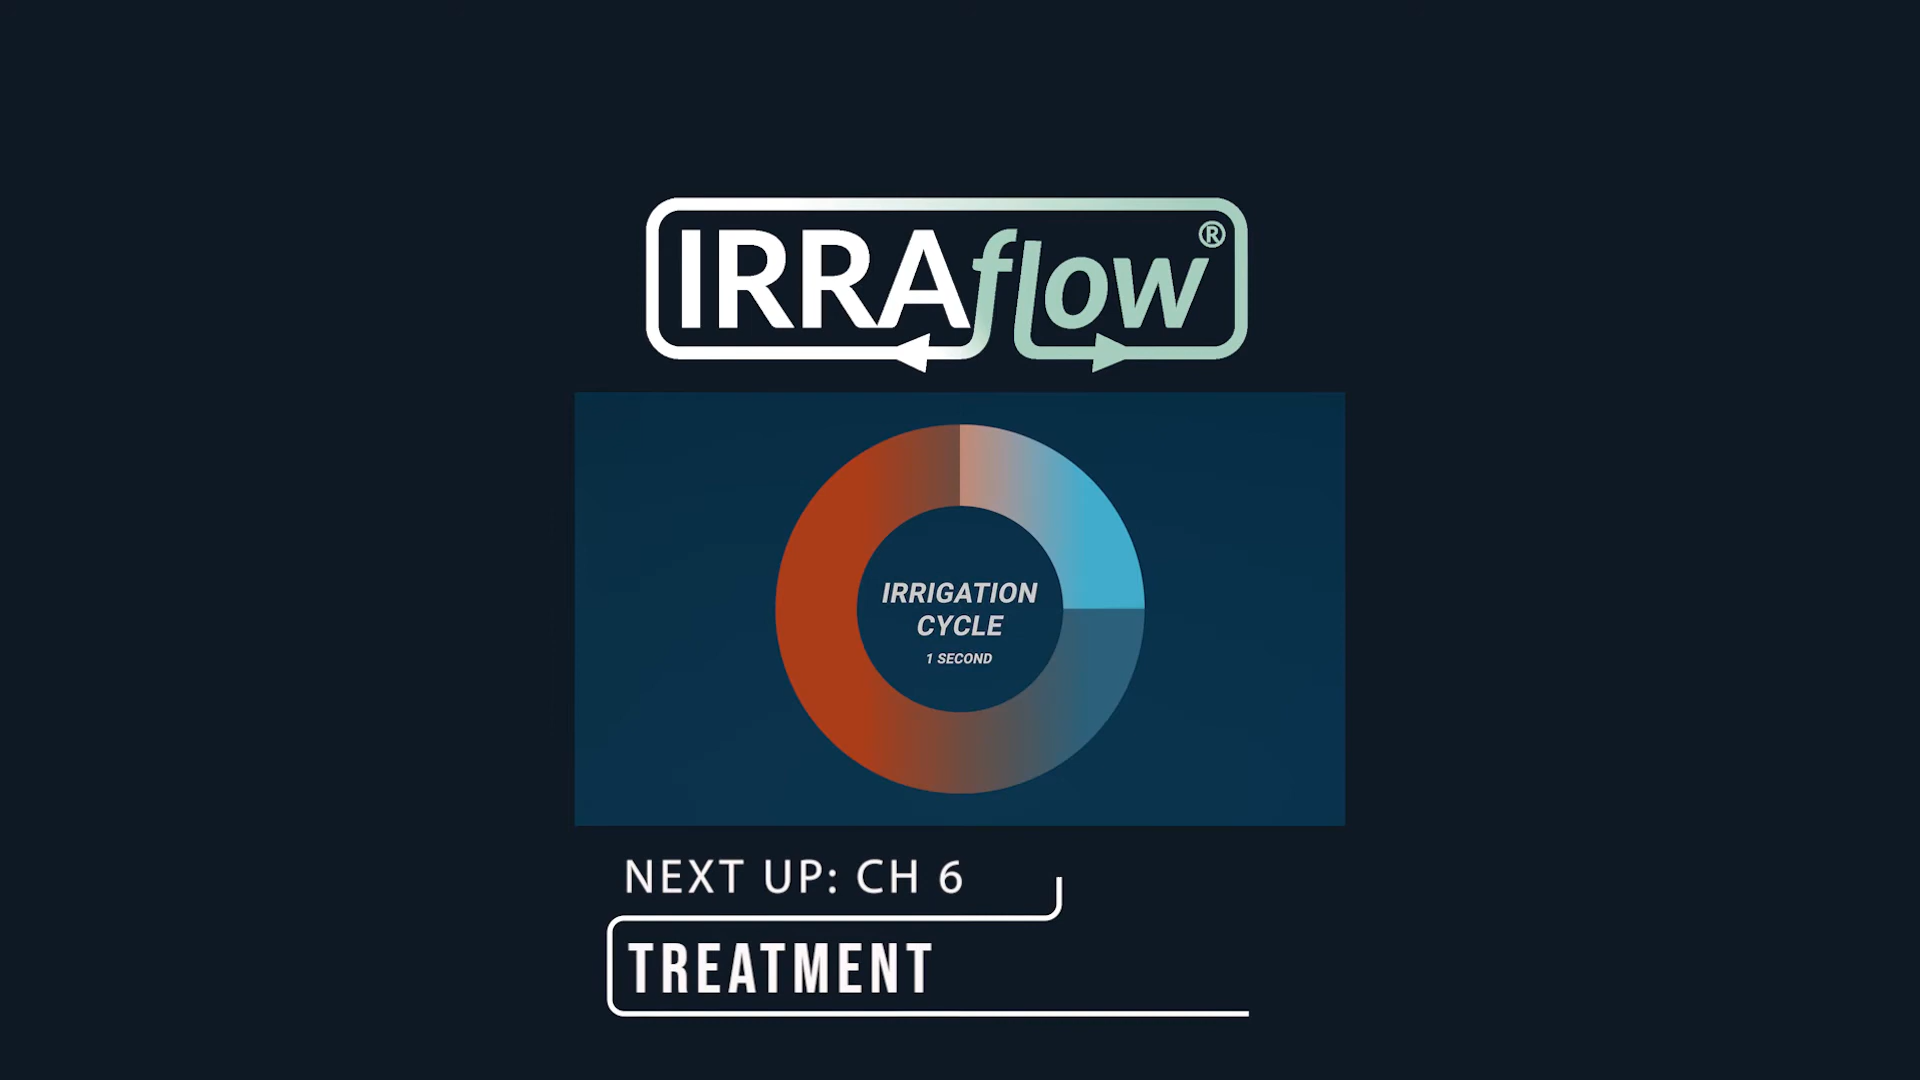 IRRAflow®
IRRIGATION
CYCLE
1 SECOND
NEXT UP: CH 6
TREATMENT